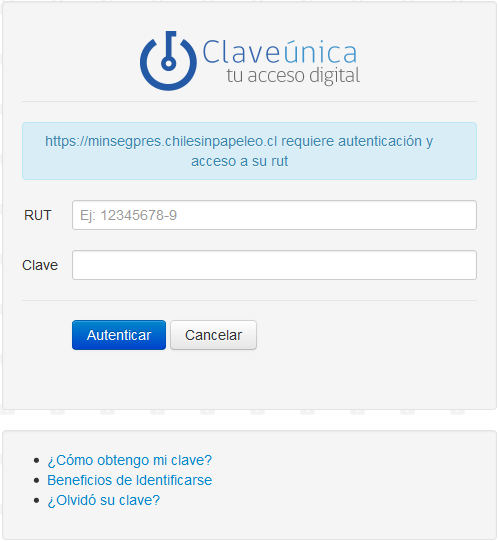 Claveúnica
tu acceso digital
https://minsegpres.chilesinpapeleo.cl requiere autenticación y
acceso a su rut
RUT
Ej: 12345678-9
Clave
Autenticar
Cancelar
¿Cómo obtengo mi clave?
Beneficios de Identificarse
¿Olvidó su clave?